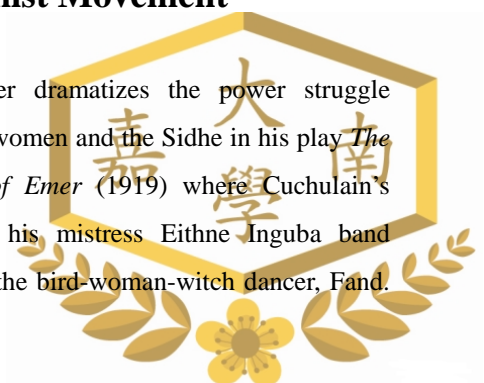 Movement
er dramatizes the power struggle
women and the Sidhe in his play The
of Emer (1919) where Cuchulain's
his mistress Eithne Inguba band
the bird-woman-witch dancer, Fand.
大
嘉 南
學